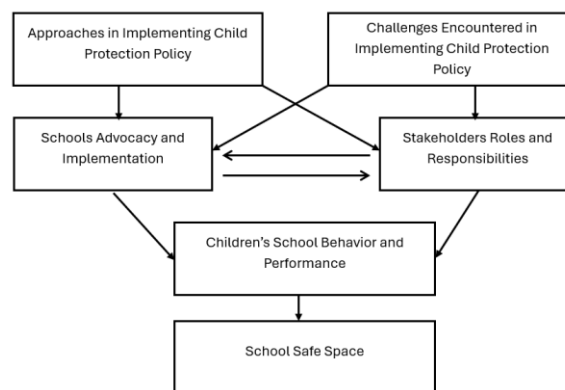 Approaches in Implementing Child
Protection Policy
Challenges Encountered in
Implementing Child Protection
Policy
Schools Advocacy and
Implementation
Stakeholders Roles and
Responsibilities
Children’s School Behavior and
Performance
School Safe Space